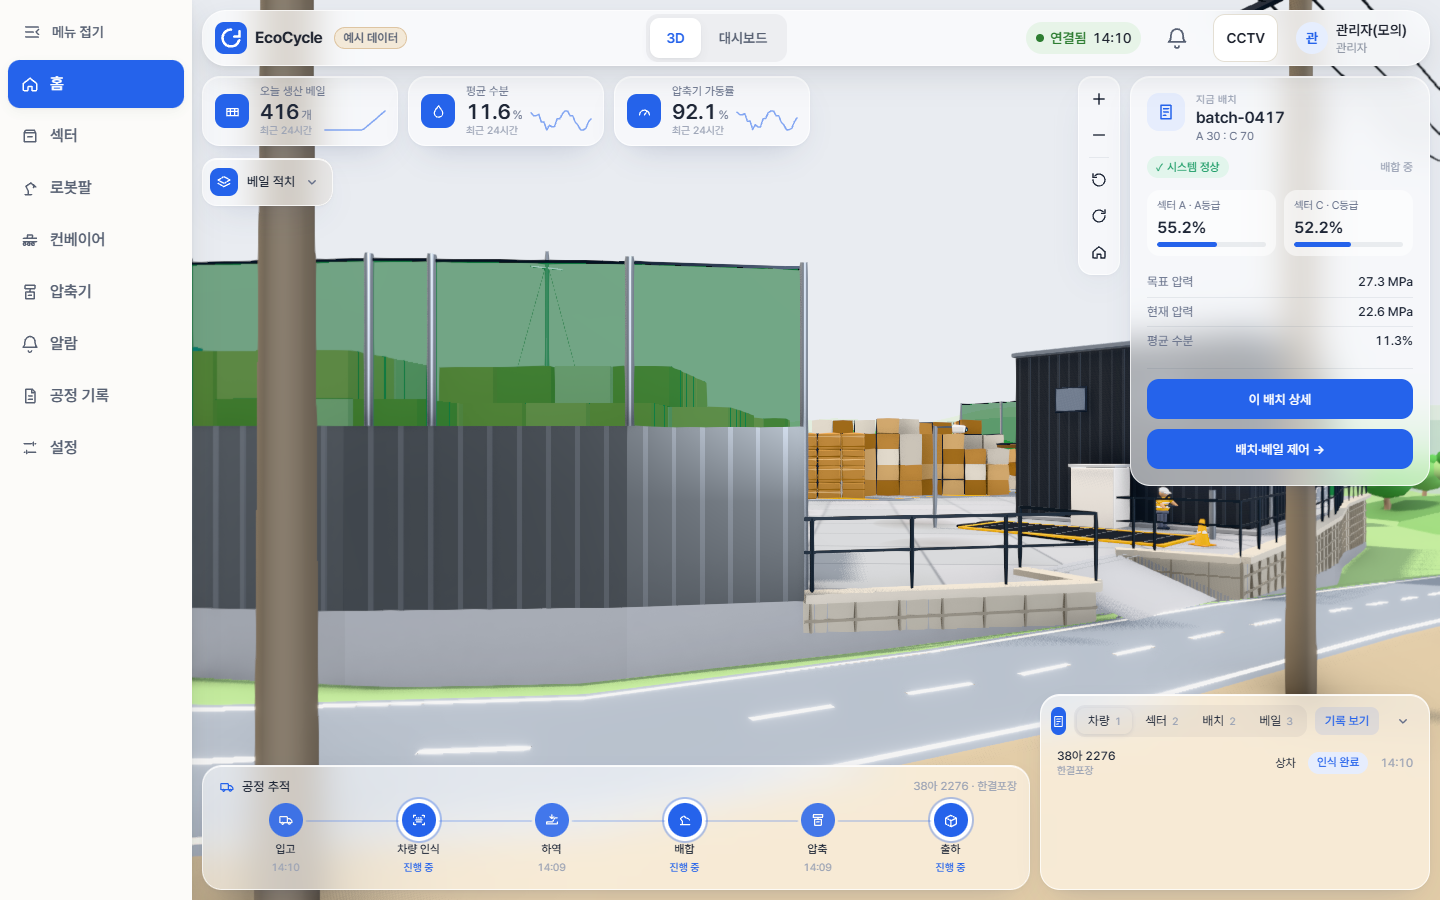 메뉴 접기
홈
섹터
로봇팔
컨베이어
압축기
알람
공정 기록
설정
EcoCycle
예시 데이터
3D
대시보드
연결됨 14:10
CCTV
관
관리자(모의)
관리자
오늘 생산 베일
416개
최근 24시간
평균 수분
11.6%
최근 24시간
압축기 가동률
92.1%
최근 24시간
베일 적치
지금 배치
batch-0417
A 30 : C 70
✓ 시스템 정상
배합 중
섹터 A · A등급
55.2%
섹터 C · C등급
52.2%
목표 압력 27.3 MPa
현재 압력 22.6 MPa
평균 수분 11.3%
이 배치 상세
배치·베일 제어 →
공정 추적
38아 2276 · 한결포장
입고
14:10
차량 인식
진행 중
하역
14:09
배합
진행 중
압축
14:09
출하
진행 중
차량 1
섹터 2
배치 2
베일 3
기록 보기
38아 2276
한결포장
상차
인식 완료
14:10